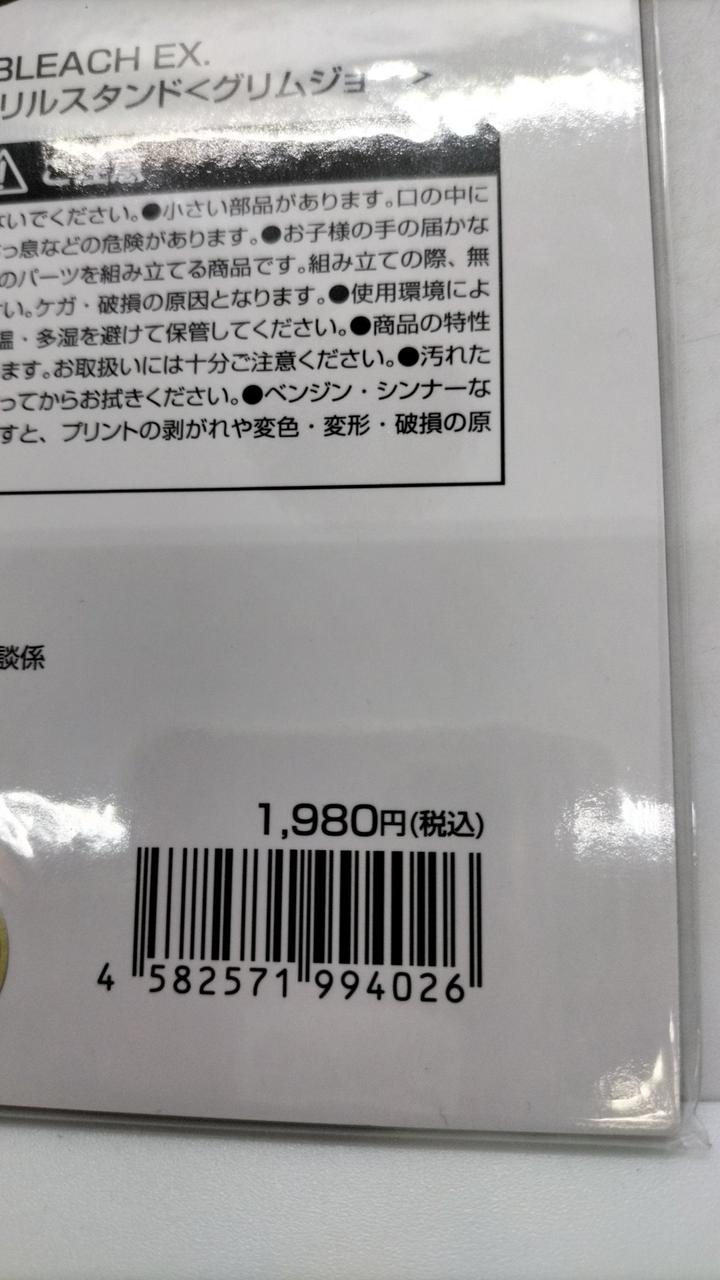 BLEACH EX.
リルスタンド<グリムジョー>
ご注意
ないでください。●小さい部品があります。口の中に
っ息などの危険があります。●お子様の手の届かな
のパーツを組み立てる商品です。組み立ての際、無
い。ケガ・破損の原因となります。●使用環境によ
温・多湿を避けて保管してください。●商品の特性
ます。お取扱いには十分ご注意ください。●汚れた
ってからお拭きください。●ベンジン・シンナーな
すと、プリントの剥がれや変色・変形・破損の原
談係
1,980円(税込)
4 582571 994026